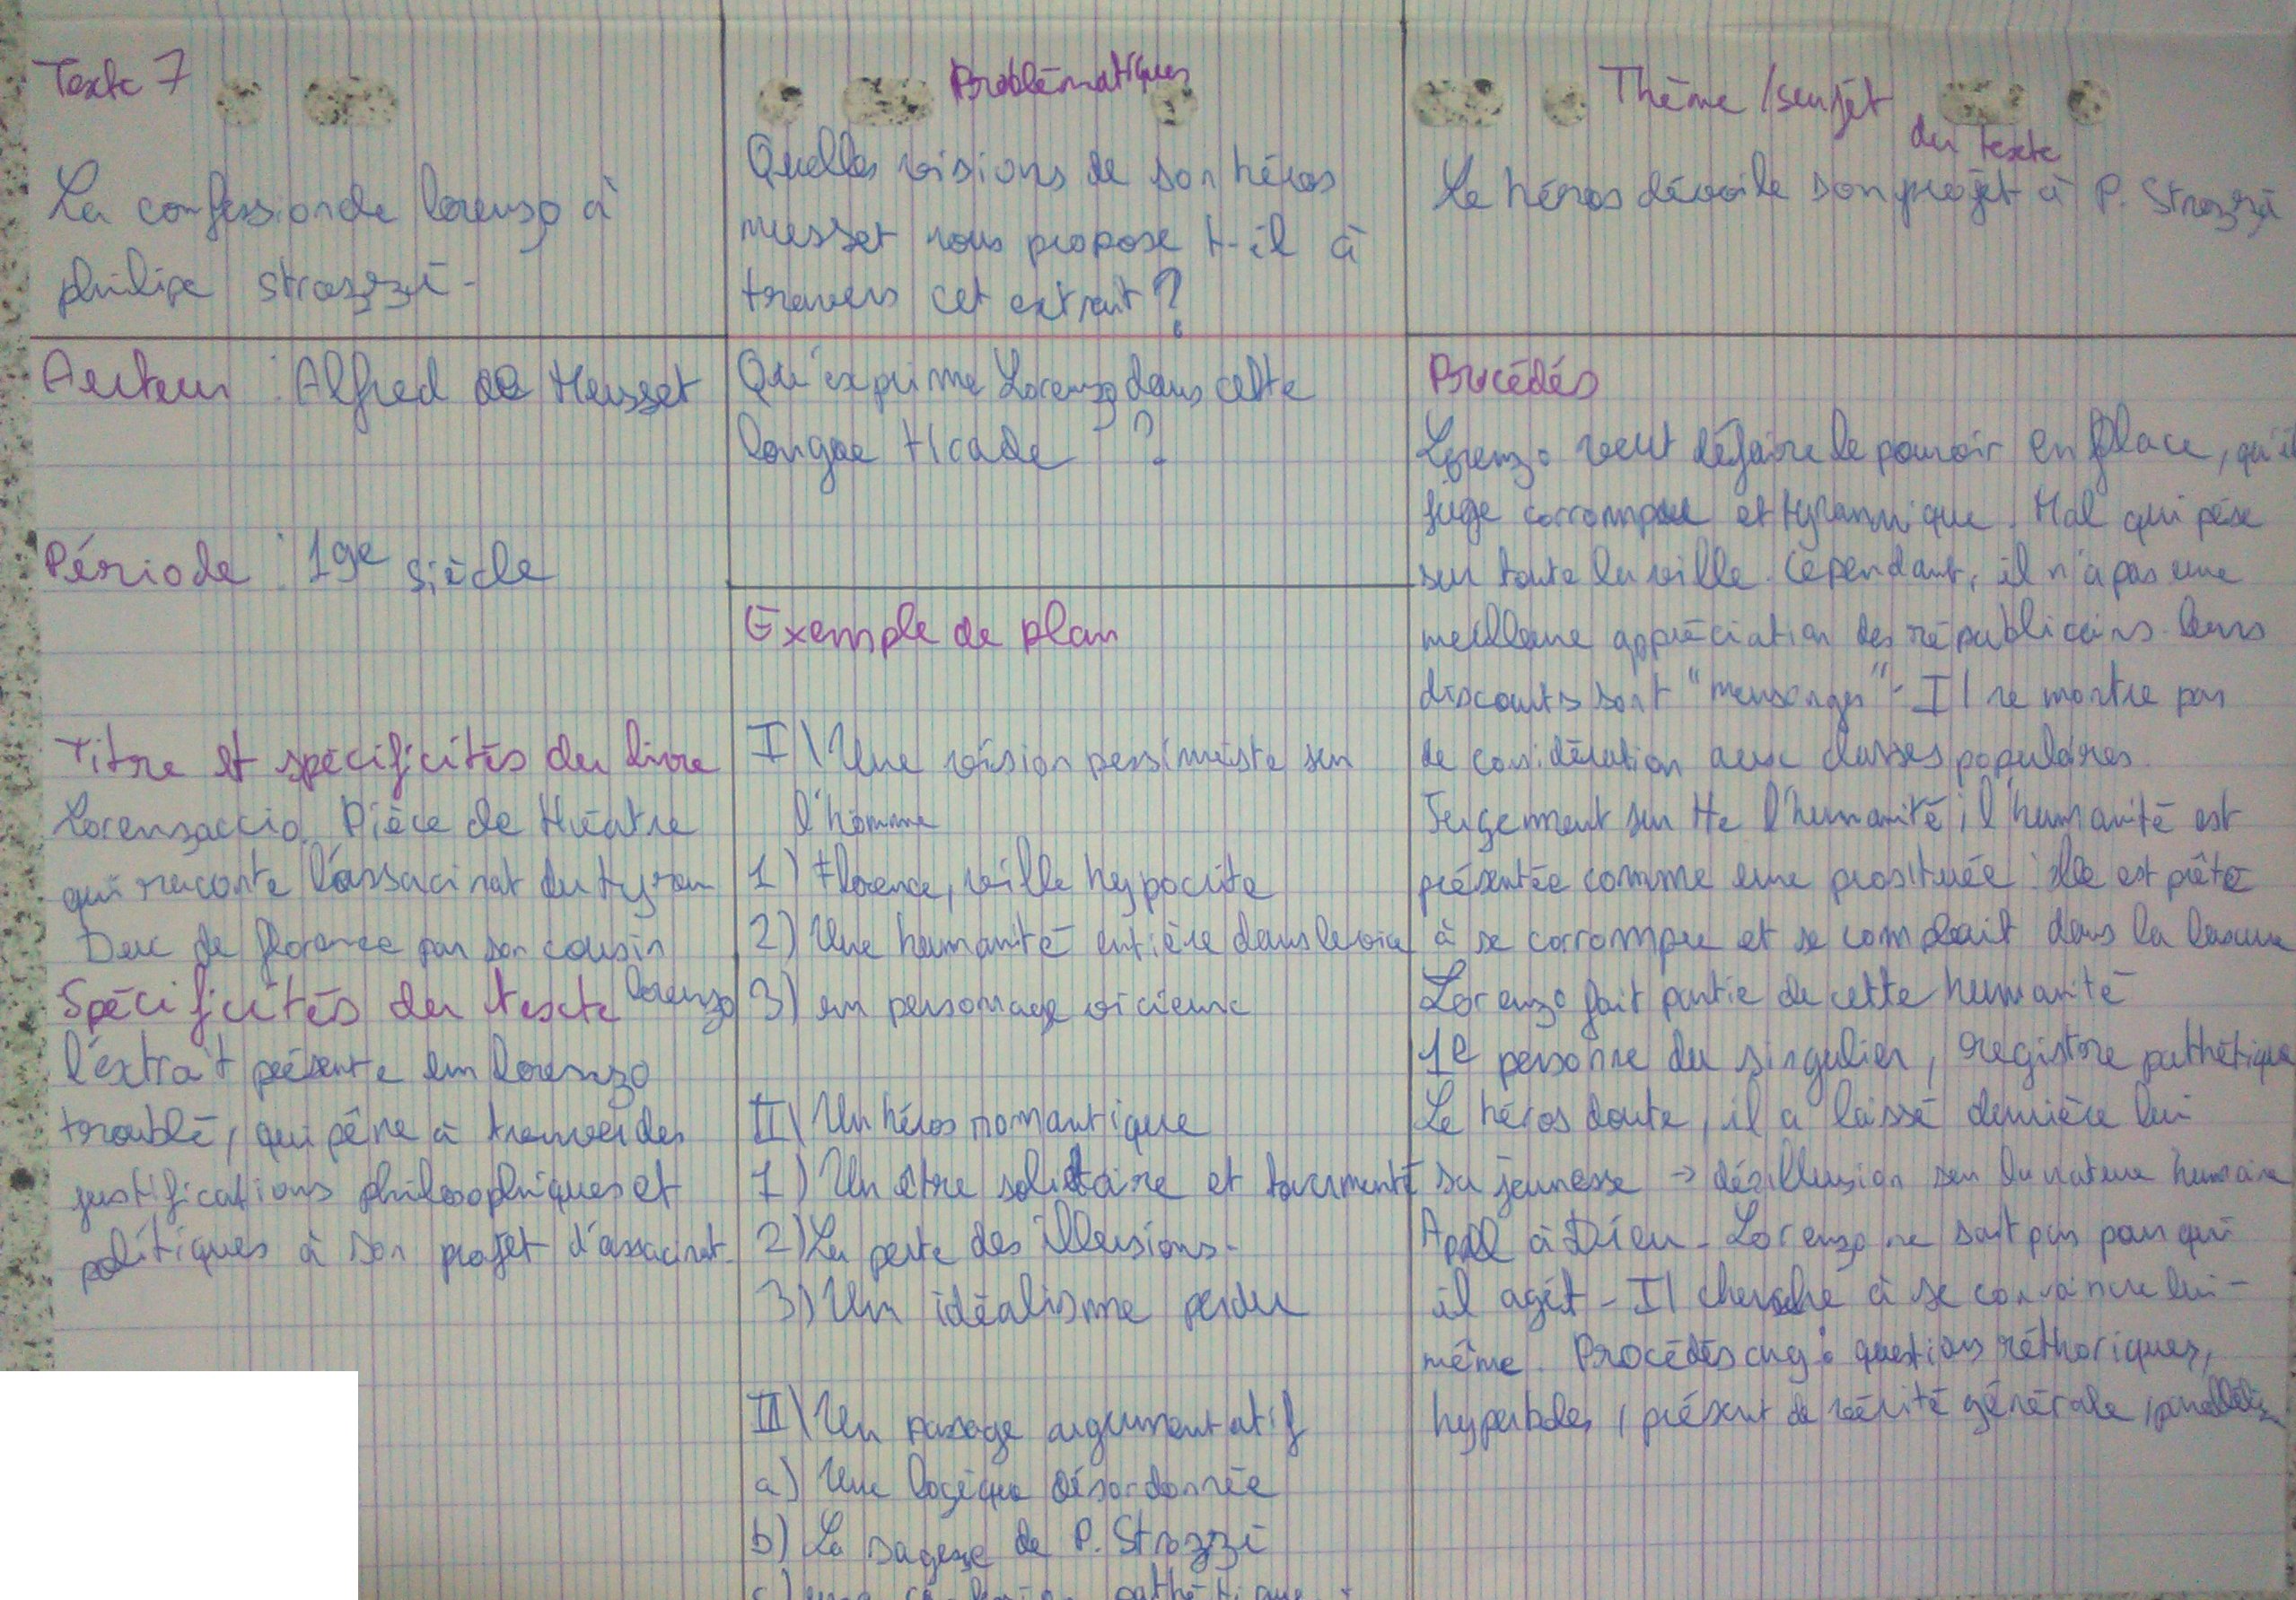 Texte 7
La confession de lorenzo à
philipe strozzi-
Auteur : Alfred de Musset
Période : 19e siècle
Titre et spécificités du livre
Lorenzaccio. Pièce de théatre
qui raconte l'assacinat du tyran
Duc de florence par son cousin
lorenzo
Spécificités du texte
l'extrait présente un lorenzo
troublé, qui pêne à trouver des
justifications philosophiques et
politiques à son projet d'assacinat.
Problématiques
Quelles visions de son héros
musset nous propose t-il à
travers cet extrait ?
Qu'exprime Lorenzo dans cette
longue tirade ?
Exemple de plan
I\ Une vision pessimiste sur
l'homme
1) Florence, ville hypocrite
2) Une humanité entière dans le vice
3) un personnage vicieux
II\ Un héros romantique
1) Un être solitaire et tourmenté
2) La perte des illusions-
3) Un idéalisme perdu
III\ Un passage argumentatif
a) Une logique désordonnée
b) La sagesse de P. Strozzi
c) une pathétique
Thème / sujet
du texte
Le héros dévoile son projet à P. Strozzi
Procédés
Lorenzo veut défaire le pouvoir en place, qu'il
juge corrompu et tyrannique. Mal qui pèse
sur toute la ville. Cependant, il n'a pas une
meilleure appréciation des républicains. leurs
discours sont "mensonges". Il ne montre pas
de considération aux classes populaires.
Jugement sur tte l'humanité ; l'humanité est
présentée comme une prosituée : elle est prête
à se corrompre et se complait dans la luxure
Lorenzo fait partie de cette humanité
1e personne du singulier, registre pathétique
Le héros doute, il a laissé derrière lui
sa jeunesse → désillusion sur la nature humaine
Appel à Dieu - Lorenzo ne sait pas pour qui
il agit - Il cherche à se convaincre lui-
même. Procédés arg : questions réthoriques,
hyperboles, présent de vérité générale,